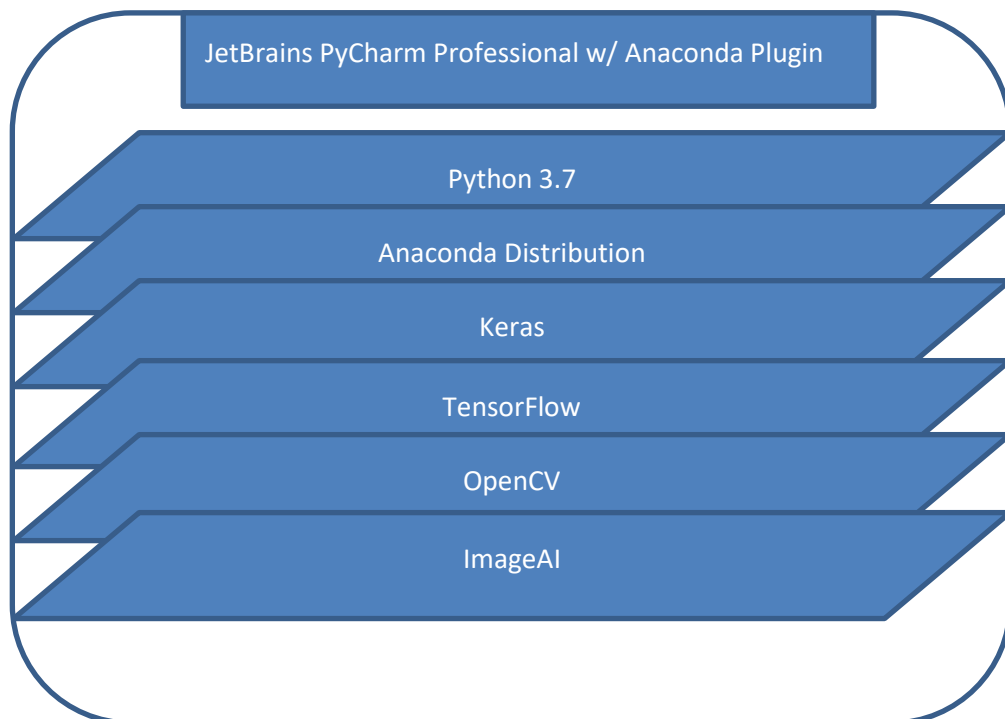 JetBrains PyCharm Professional w/ Anaconda Plugin
Python 3.7
Anaconda Distribution
Keras
TensorFlow
OpenCV
ImageAI